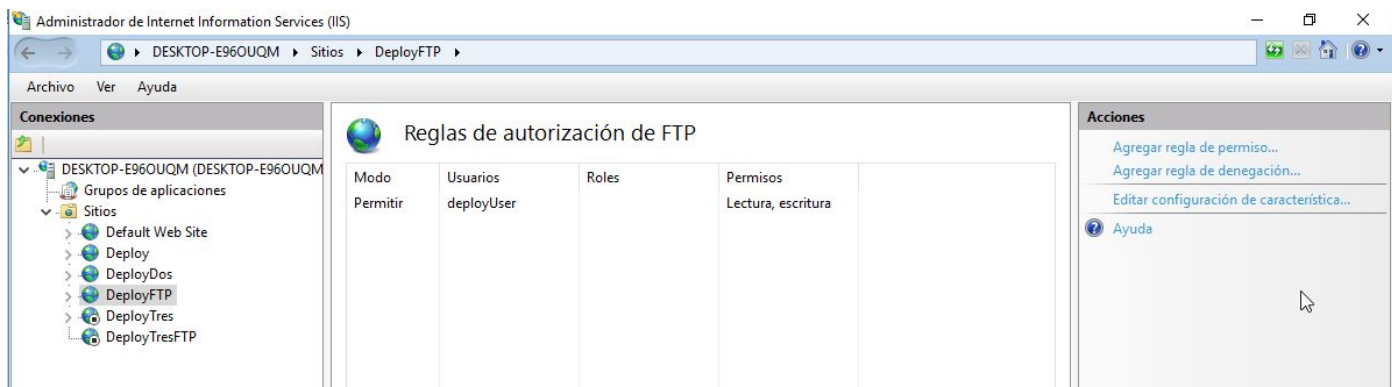 Administrador de Internet Information Services (IIS)
DESKTOP-E96OUQM Sitios DeployFTP
Archivo Ver Ayuda
Conexiones
DESKTOP-E96OUQM (DESKTOP-E96OUQM
Grupos de aplicaciones
Sitios
Default Web Site
Deploy
DeployDos
DeployFTP
DeployTres
DeployTresFTP
Reglas de autorización de FTP
Modo Usuarios Roles Permisos
Permitir deployUser Lectura, escritura
Acciones
Agregar regla de permiso...
Agregar regla de denegación...
Editar configuración de característica...
Ayuda